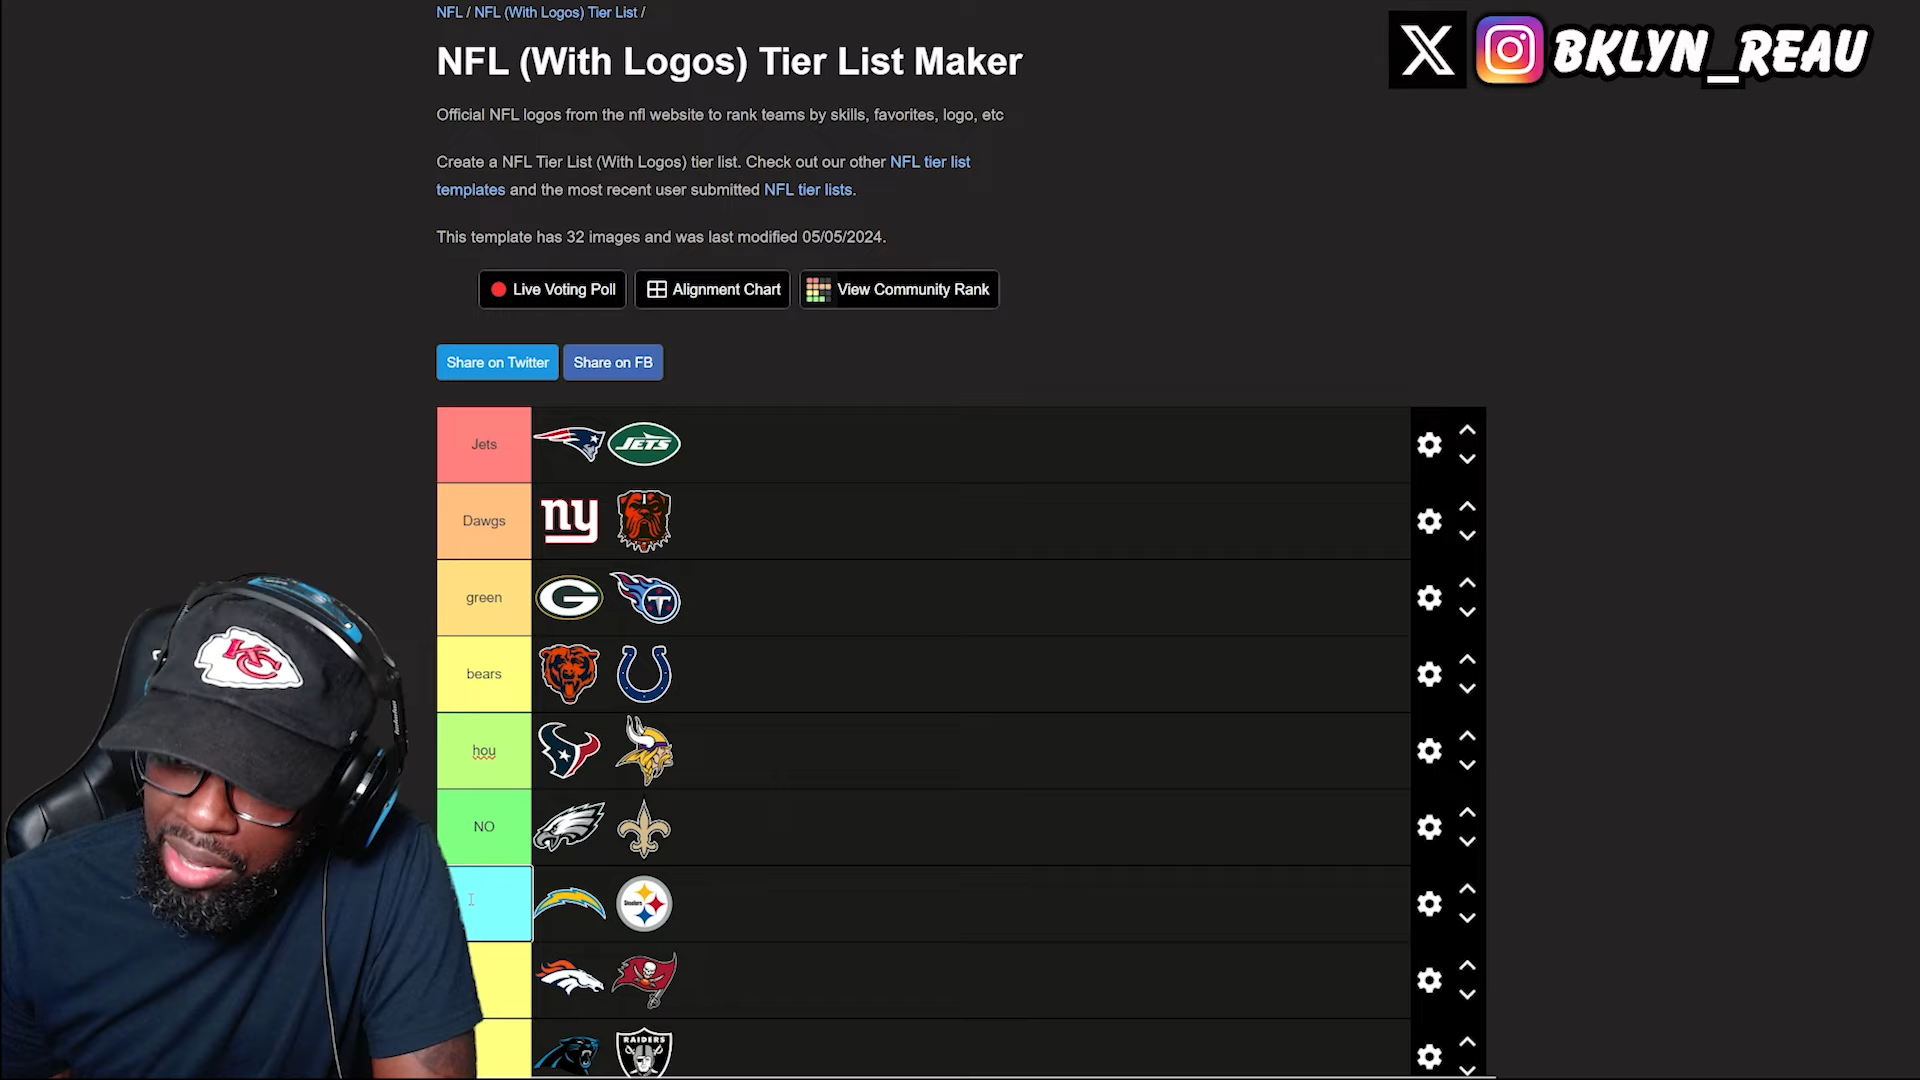 NFL / NFL (With Logos) Tier List /
NFL (With Logos) Tier List Maker
BKLYN_REAU
Official NFL logos from the nfl website to rank teams by skills, favorites, logo, etc
Create a NFL Tier List (With Logos) tier list. Check out our other NFL tier list
templates and the most recent user submitted NFL tier lists.
This template has 32 images and was last modified 05/05/2024.
Live Voting Poll
Alignment Chart
View Community Rank
Share on Twitter
Share on FB
Jets
JETS
Dawgs
ny
green
G
T
bears
hou
NO
Steelers
RAIDERS
KC